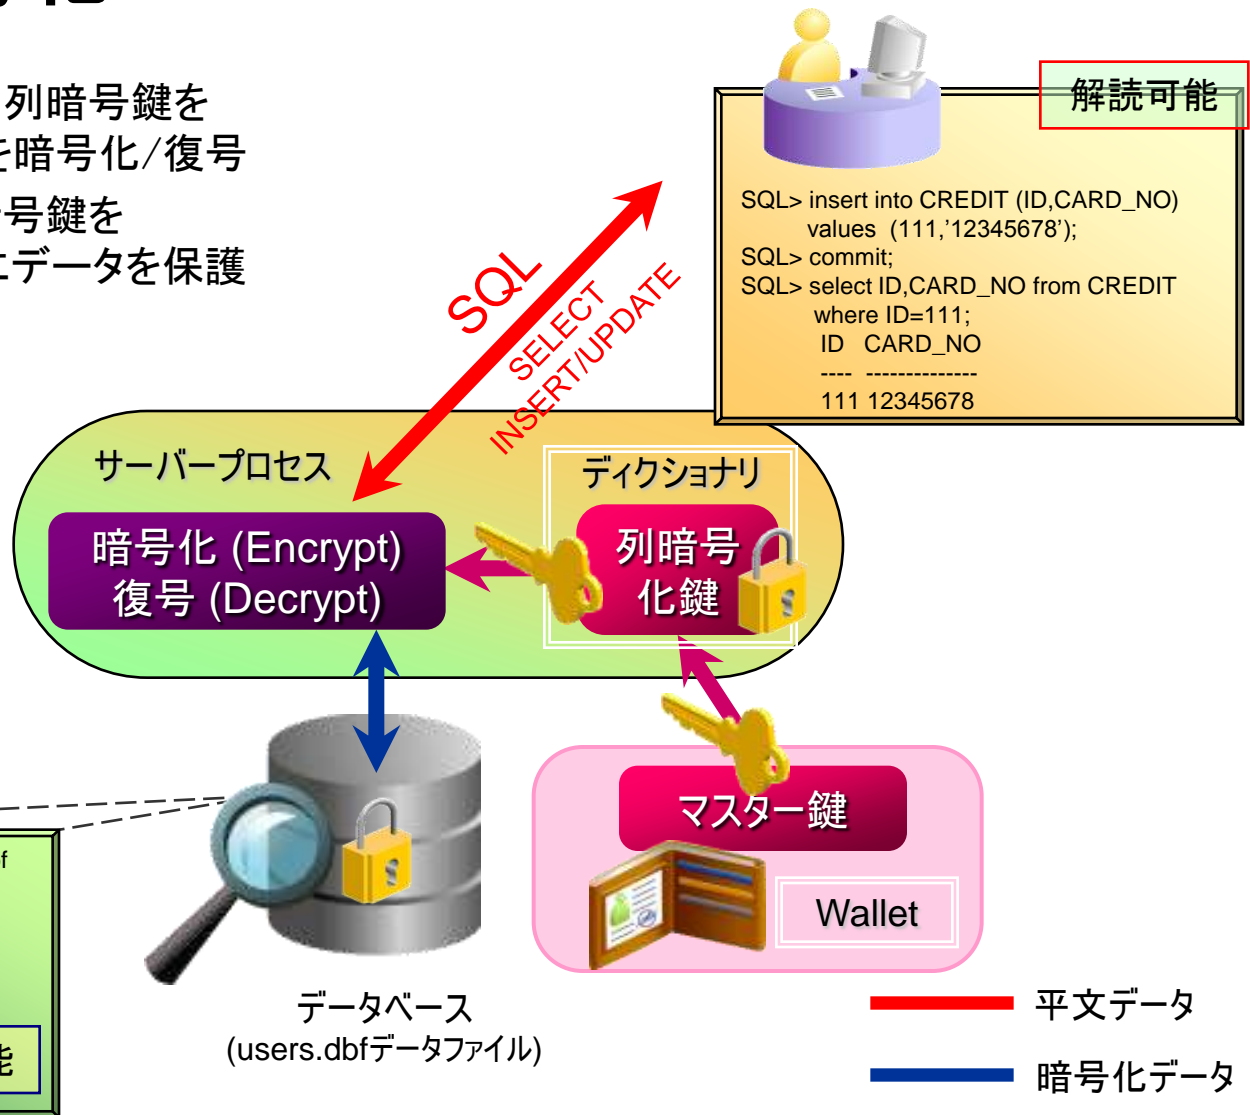 列暗号鍵を
を暗号化/復号
号鍵を
にデータを保護
解読可能
SQL> insert into CREDIT (ID,CARD_NO)
values (111,'12345678');
SQL> commit;
SQL> select ID,CARD_NO from CREDIT
where ID=111;
ID CARD_NO
---- --------------
111 12345678
SQL
SELECT
INSERT/UPDATE
サーバープロセス
ディクショナリ
暗号化 (Encrypt)
復号 (Decrypt)
列暗号
化鍵
マスター鍵
Wallet
f
能
データベース
(users.dbfデータファイル)
平文データ
暗号化データ